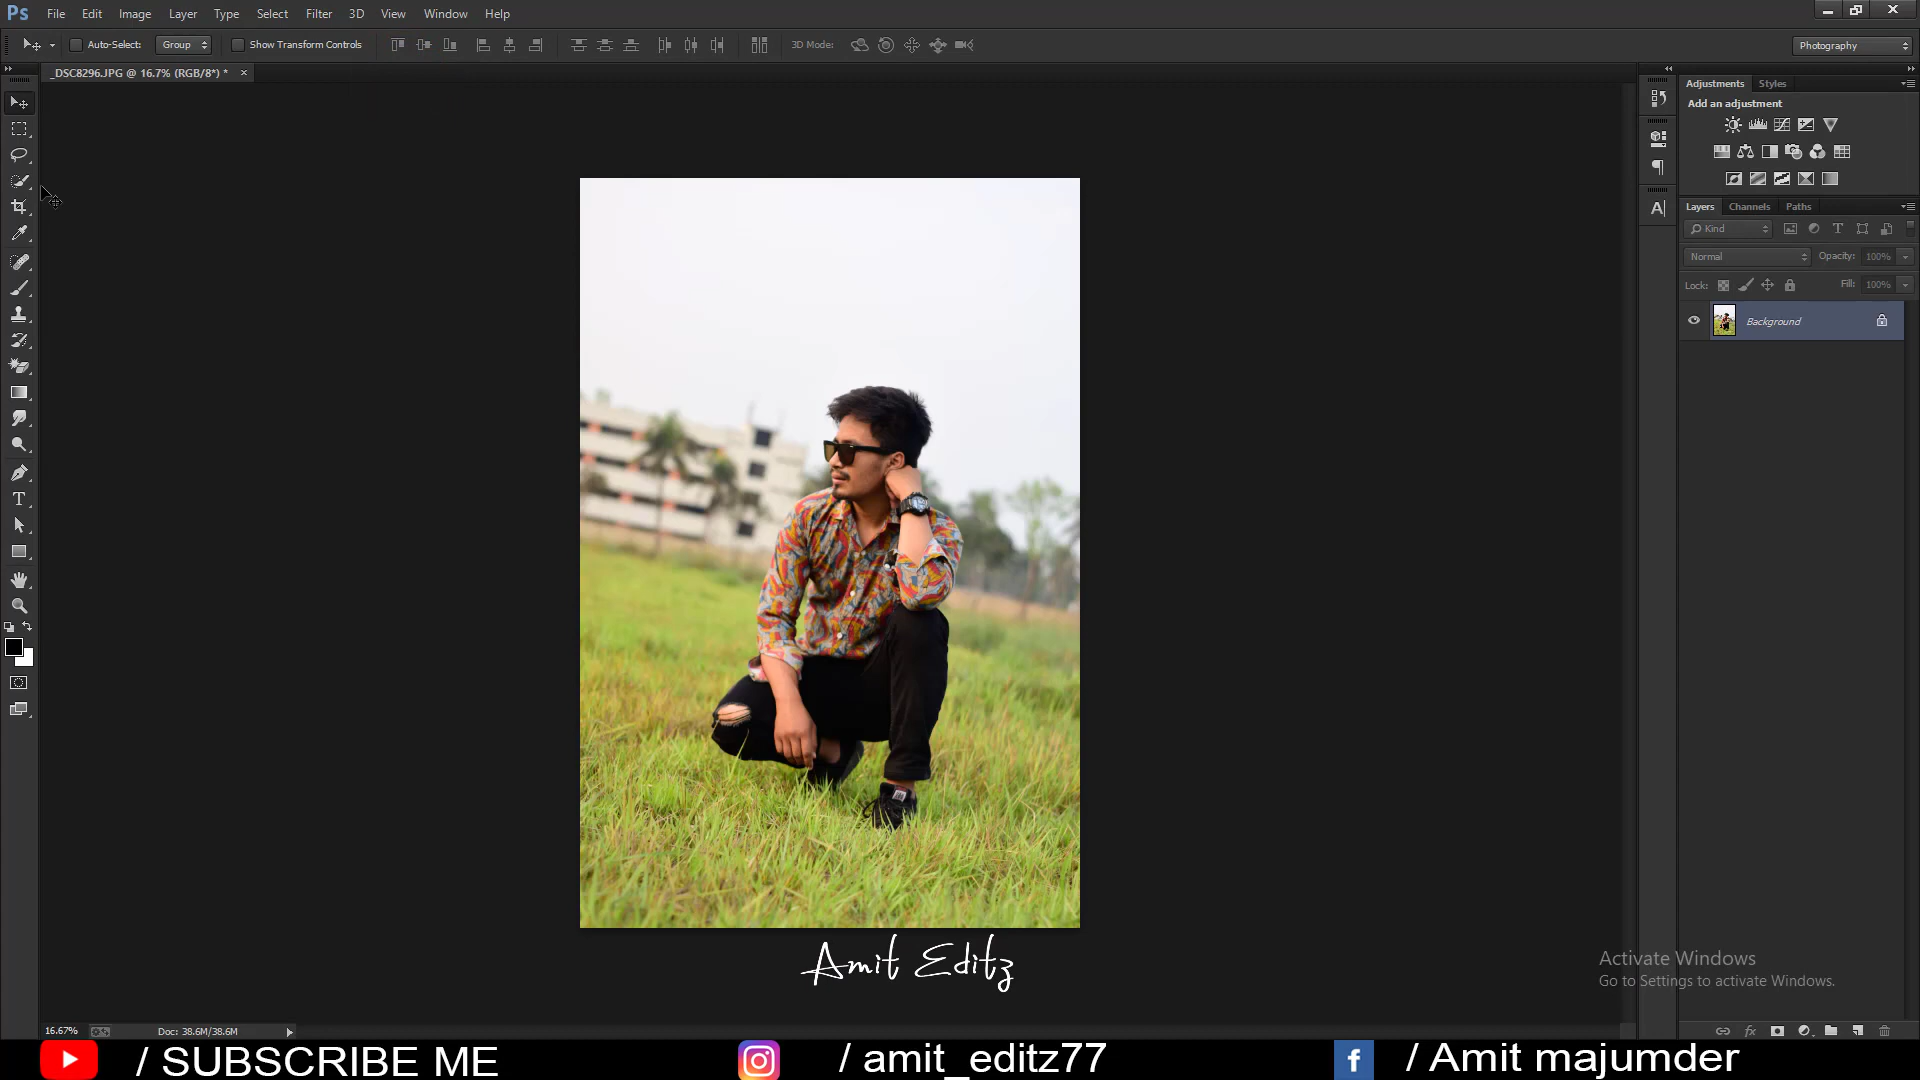 Ps File Edit Image Layer Type Select Filter 3D View Window Help
Auto-Select: Group Show Transform Controls 3D Mode: Photography
_DSC8296.JPG @ 16.7% (RGB/8*) * ×
Adjustments Styles
Add an adjustment
Layers Channels Paths
Kind
Normal Opacity: 100%
Lock: Fill: 100%
Background
Amit Editz
Activate Windows
Go to Settings to activate Windows.
16.67% Doc: 38.6M/38.6M
/ SUBSCRIBE ME / amit_editz77 / Amit majumder